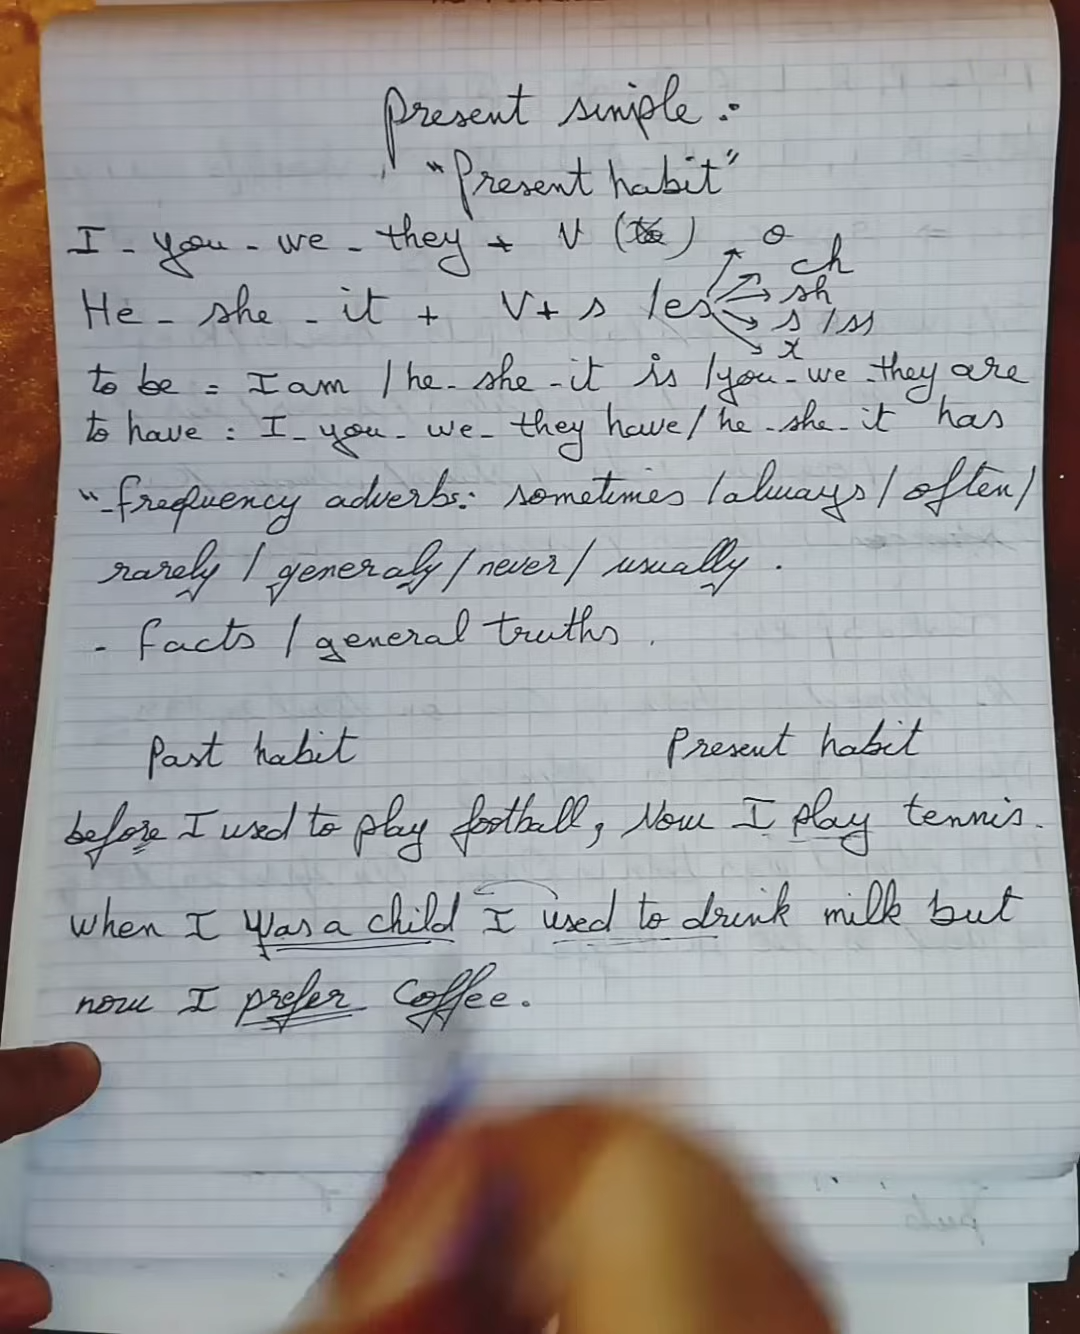 Present simple :
"Present habit"
I - you - we - they + V (to)
o
ch
He - she - it + V + s /es
sh
s /ss
x
to be = I am / he - she - it is / you - we - they are
to have : I - you - we - they have / he - she - it has
"- frequency adverbs: sometimes / always / often /
rarely / generaly / never / usually .
- facts / general truths .
Past habit Present habit
before I used to play football, Now I play tennis.
when I was a child I used to drink milk but
now I prefer Coffee.